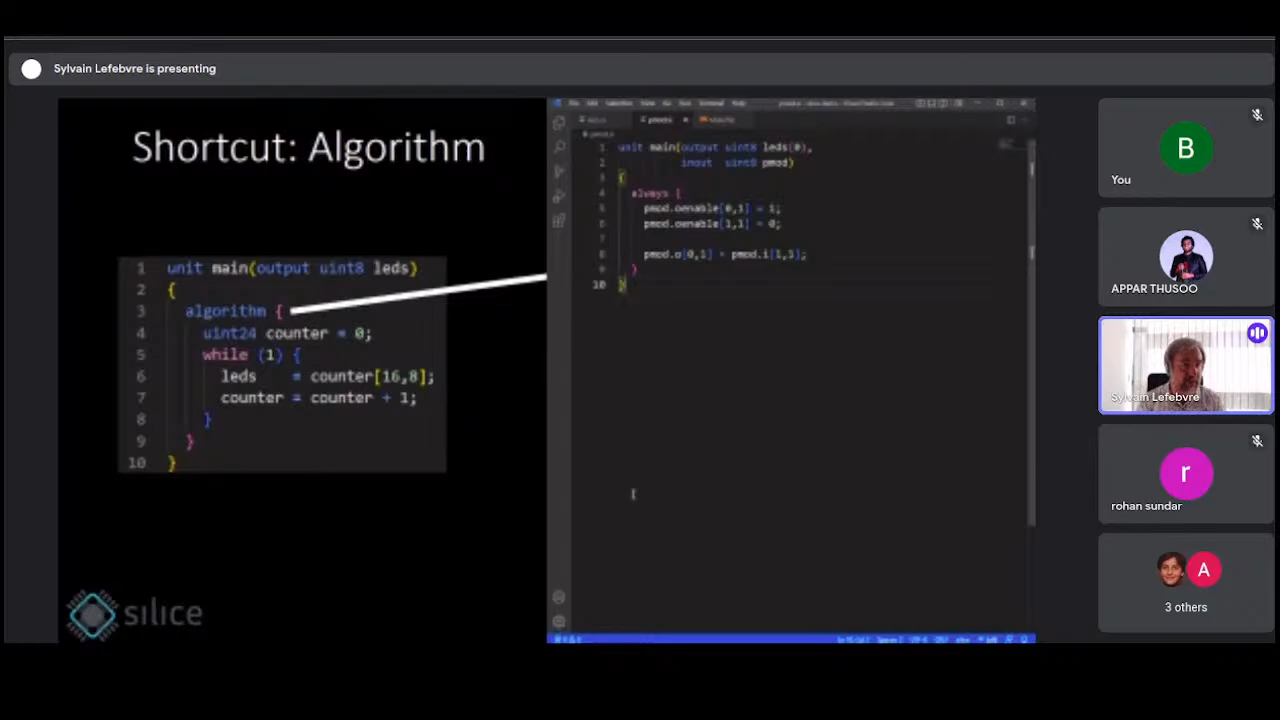 Sylvain Lefebvre is presenting
Shortcut: Algorithm
1 unit main(output uint8 leds)
2 {
3 algorithm {
4 uint24 counter = 0;
5 while (1) {
6 leds = counter[16,8];
7 counter = counter + 1;
8 }
9 }
10 }
silice
1 unit main(output uint8 leds(0),
2 inout uint8 pmod)
3 {
4 always {
5 pmod.oenable[0,1] = 1;
6 pmod.oenable[1,1] = 0;
7
8 pmod.o[0,1] = pmod.i[1,1];
9 }
10 }
B
You
APPAR THUSOO
Sylvain Lefebvre
r
rohan sundar
A
3 others